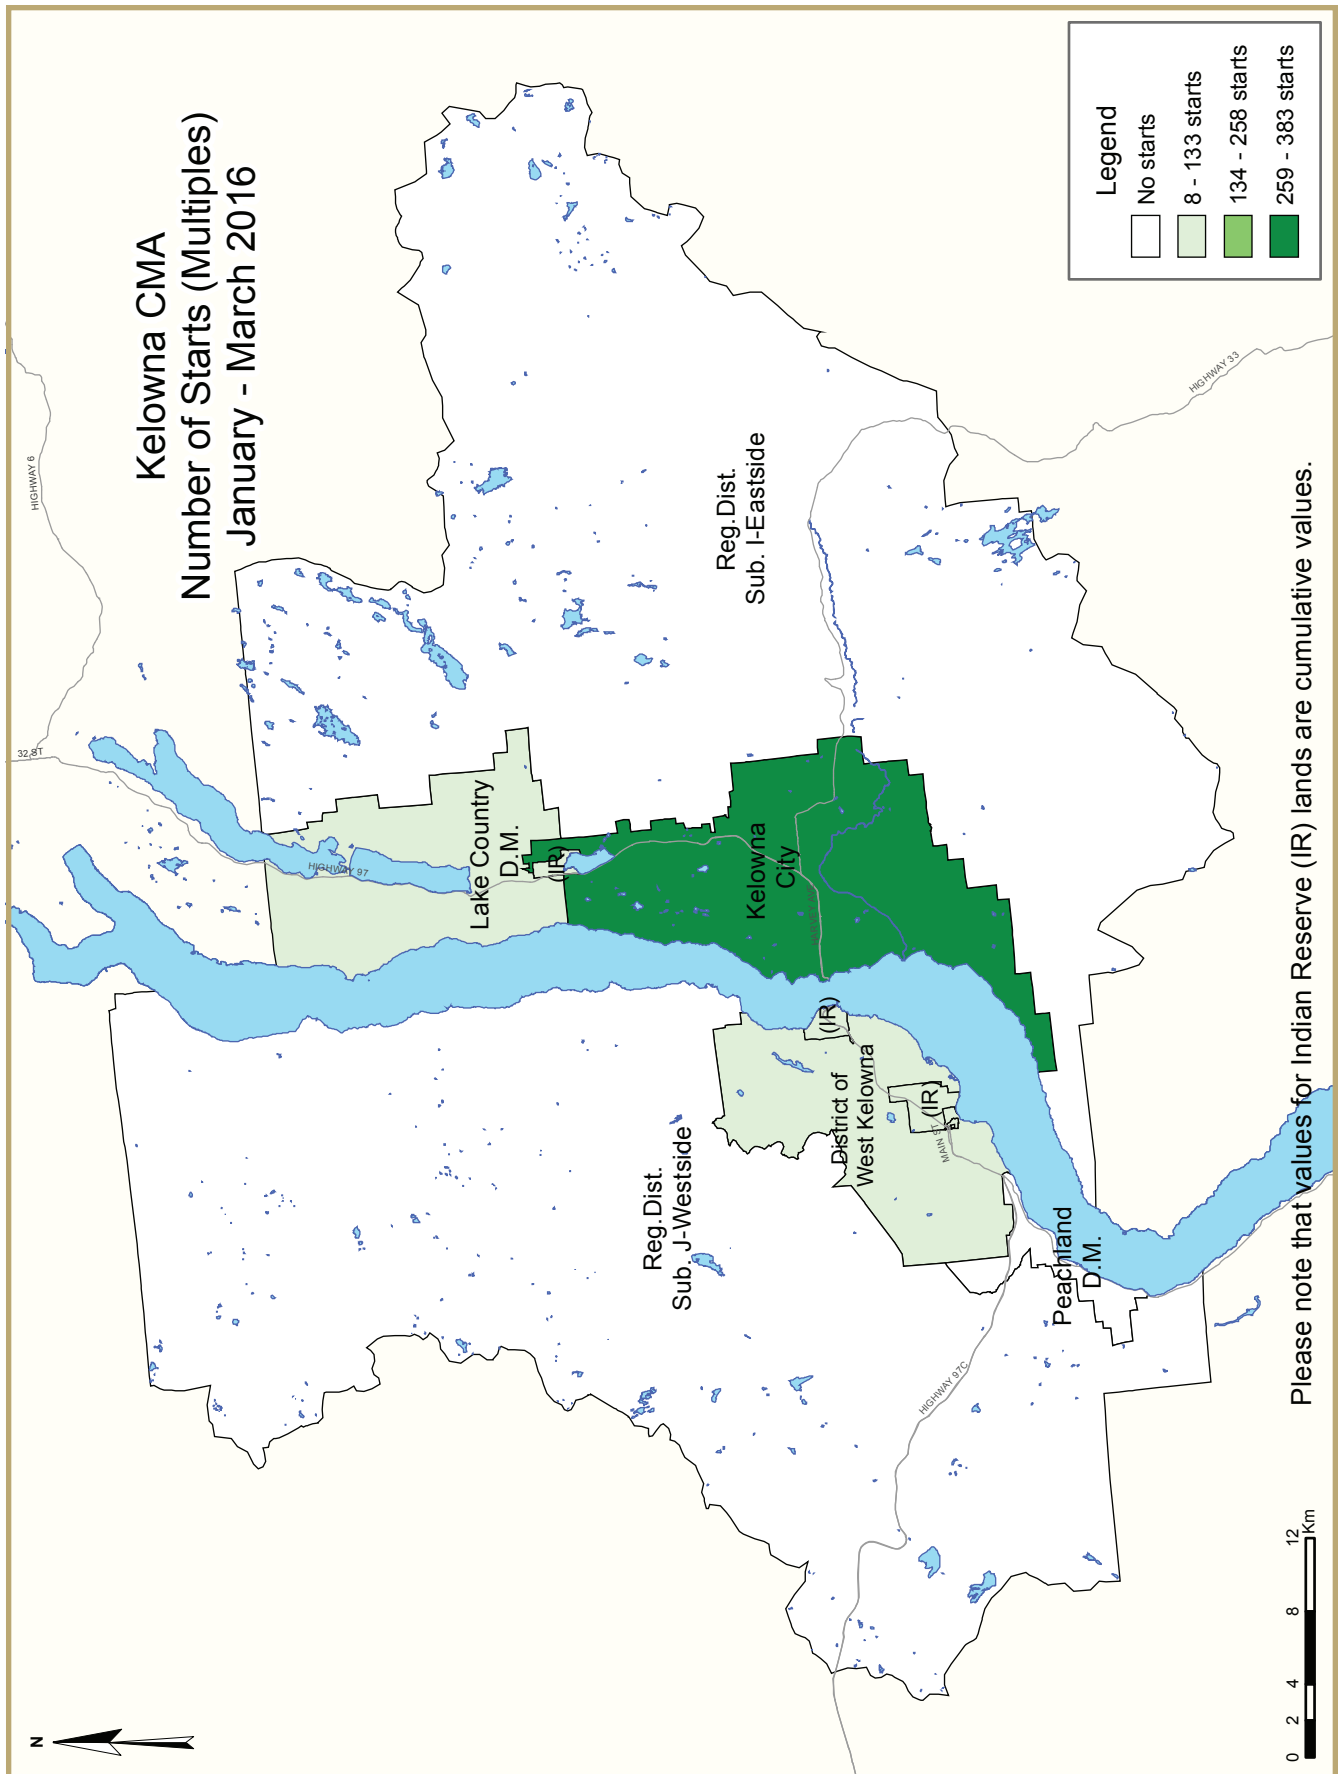 Kelowna CMA
Number of Starts (Multiples)
January - March 2016
N
HIGHWAY 6
32 ST
HIGHWAY 97
Lake Country
D.M.
(IR)
Reg.Dist.
Sub. I-Eastside
Kelowna
City
HIGHWAY 33
(IR)
District of
West Kelowna
(IR)
MAIN ST
Reg.Dist.
Sub. J-Westside
Peachland
D.M.
HIGHWAY 97C
Legend
No starts
8 - 133 starts
134 - 258 starts
259 - 383 starts
0 2 4 8 12
Km
Please note that values for Indian Reserve (IR) lands are cumulative values.